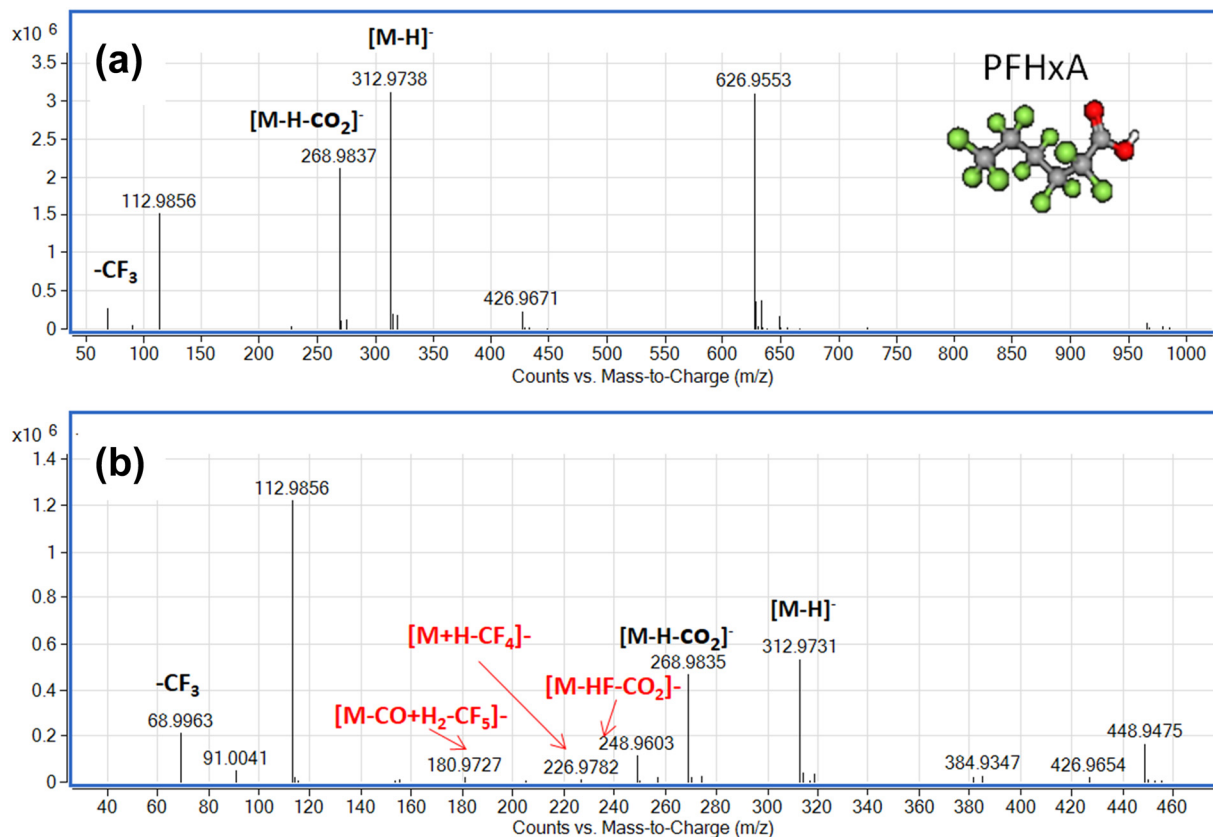 (a)
x10 6
[M-H]-
312.9738
626.9553
PFHxA
[M-H-CO2]-
268.9837
112.9856
-CF3
426.9671
3.5
3
2.5
2
1.5
1
0.5
0
50 100 150 200 250 300 350 400 450 500 550 600 650 700 750 800 850 900 950 1000
Counts vs. Mass-to-Charge (m/z)
(b)
x10 6
112.9856
[M-H]-
[M+H-CF4]-
[M-H-CO2]-
312.9731
268.9835
-CF3
[M-HF-CO2]-
68.9963
[M-CO+H2-CF5]-
248.9603
448.9475
91.0041
180.9727
226.9782
384.9347
426.9654
1.4
1.2
1
0.8
0.6
0.4
0.2
0
40 60 80 100 120 140 160 180 200 220 240 260 280 300 320 340 360 380 400 420 440 460
Counts vs. Mass-to-Charge (m/z)